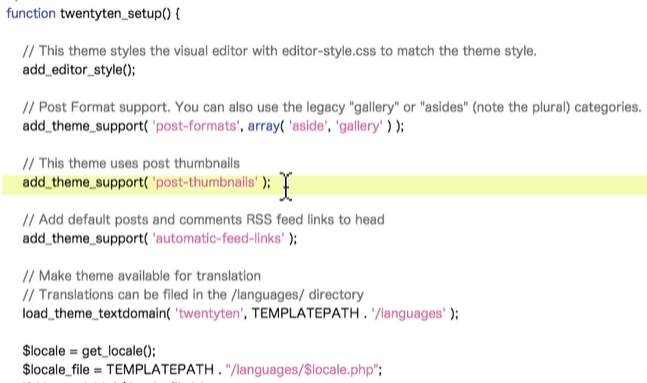 function twentyten_setup() {
// This theme styles the visual editor with editor-style.css to match the theme style.
add_editor_style();
// Post Format support. You can also use the legacy "gallery" or "asides" (note the plural) categories.
add_theme_support( 'post-formats', array( 'aside', 'gallery' ) );
// This theme uses post thumbnails
add_theme_support( 'post-thumbnails' );
// Add default posts and comments RSS feed links to head
add_theme_support( 'automatic-feed-links' );
// Make theme available for translation
// Translations can be filed in the /languages/ directory
load_theme_textdomain( 'twentyten', TEMPLATEPATH . '/languages' );
$locale = get_locale();
$locale_file = TEMPLATEPATH . "/languages/$locale.php";